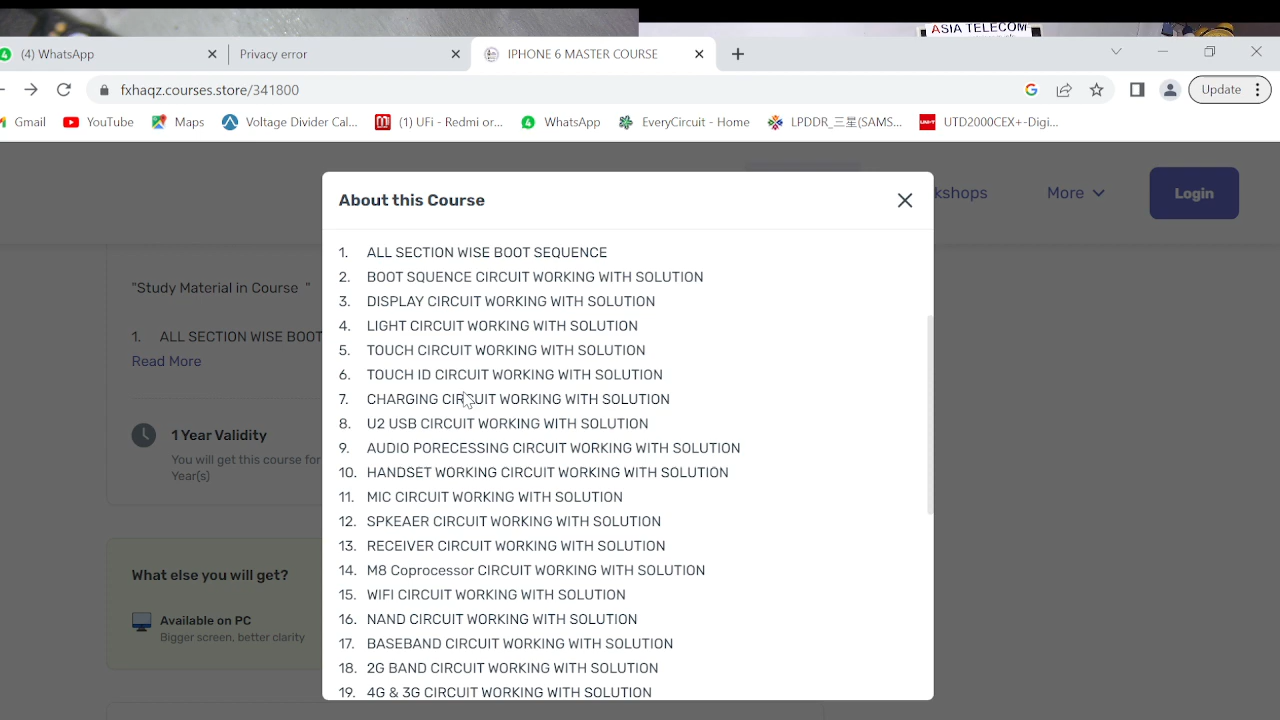 ASIA TELECOM
(4) WhatsApp
Privacy error
IPHONE 6 MASTER COURSE
fxhaqz.courses.store/341800
Update
Gmail
YouTube
Maps
Voltage Divider Cal...
(1) UFi - Redmi or...
WhatsApp
EveryCircuit - Home
LPDDR_三星(SAMS...
UTD2000CEX+-Digi...
kshops
More
Login
About this Course
1. ALL SECTION WISE BOOT SEQUENCE
2. BOOT SQUENCE CIRCUIT WORKING WITH SOLUTION
3. DISPLAY CIRCUIT WORKING WITH SOLUTION
4. LIGHT CIRCUIT WORKING WITH SOLUTION
5. TOUCH CIRCUIT WORKING WITH SOLUTION
6. TOUCH ID CIRCUIT WORKING WITH SOLUTION
7. CHARGING CIRCUIT WORKING WITH SOLUTION
8. U2 USB CIRCUIT WORKING WITH SOLUTION
9. AUDIO PORECESSING CIRCUIT WORKING WITH SOLUTION
10. HANDSET WORKING CIRCUIT WORKING WITH SOLUTION
11. MIC CIRCUIT WORKING WITH SOLUTION
12. SPKEAER CIRCUIT WORKING WITH SOLUTION
13. RECEIVER CIRCUIT WORKING WITH SOLUTION
14. M8 Coprocessor CIRCUIT WORKING WITH SOLUTION
15. WIFI CIRCUIT WORKING WITH SOLUTION
16. NAND CIRCUIT WORKING WITH SOLUTION
17. BASEBAND CIRCUIT WORKING WITH SOLUTION
18. 2G BAND CIRCUIT WORKING WITH SOLUTION
19. 4G & 3G CIRCUIT WORKING WITH SOLUTION
"Study Material in Course "
1. ALL SECTION WISE BOOT
Read More
1 Year Validity
You will get this course for
Year(s)
What else you will get?
Available on PC
Bigger screen, better clarity